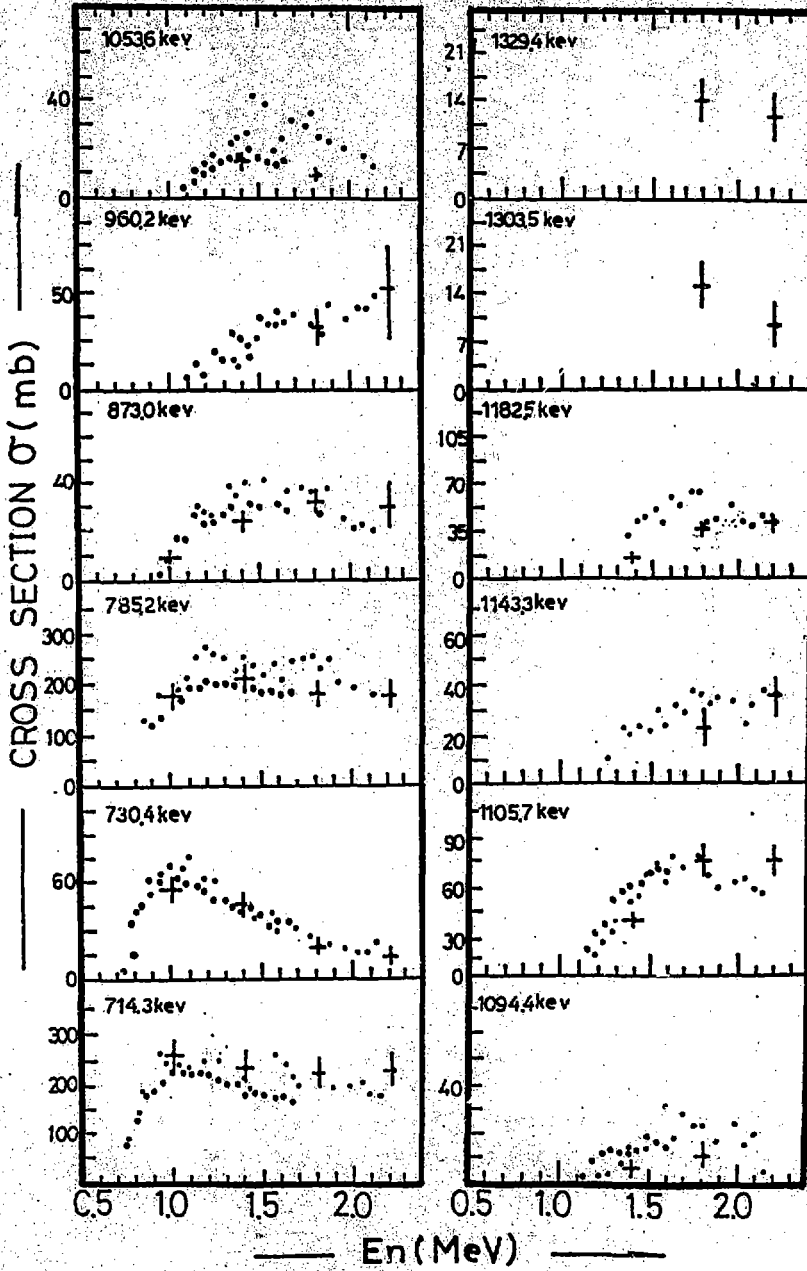 CROSS SECTION σ(mb)
1053,6 kev
40
0
960,2 kev
50
0
873,0 kev
40
0
785,2 kev
300
200
100
0
730,4 kev
60
0
714,3 kev
300
200
100
0.5 1.0 1.5 2.0
1329,4 kev
21
14
7
0
1303,5 kev
21
14
7
0
1182,5 kev
105
70
35
0
1143,3 kev
60
40
20
0
1105,7 kev
90
60
30
0
1094,4 kev
40
0.5 1.0 1.5 2.0
En (MeV)